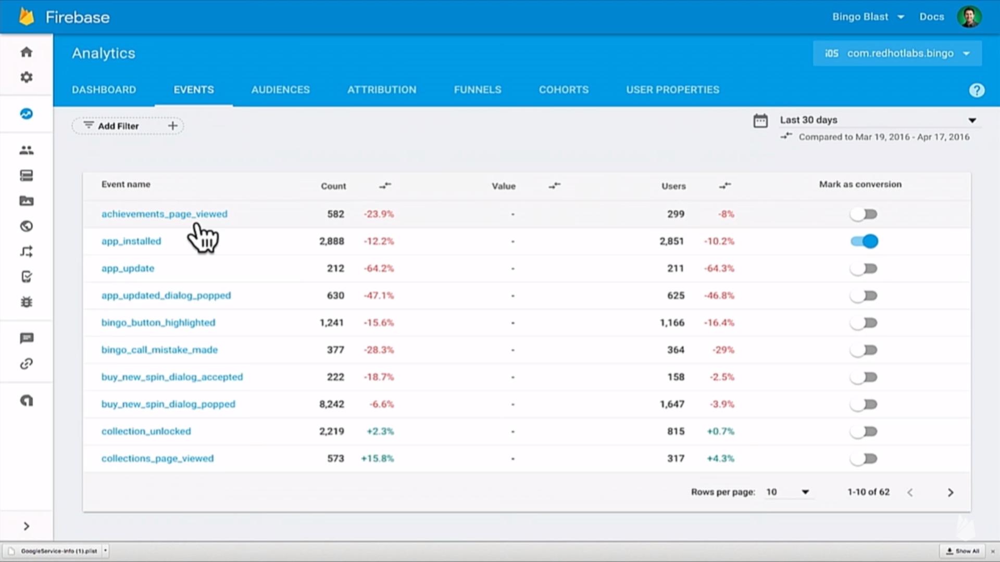 Firebase
Bingo Blast
Docs
Analytics
iOS com.redhotlabs.bingo
DASHBOARD EVENTS AUDIENCES ATTRIBUTION FUNNELS COHORTS USER PROPERTIES
?
Add Filter +
Last 30 days
Compared to Mar 19, 2016 - Apr 17, 2016
Event name Count Value Users Mark as conversion
achievements_page_viewed 582 -23.9% - 299 -8%
app_installed 2,888 -12.2% - 2,851 -10.2%
app_update 212 -64.2% - 211 -64.3%
app_updated_dialog_popped 630 -47.1% - 625 -46.8%
bingo_button_highlighted 1,241 -15.6% - 1,166 -16.4%
bingo_call_mistake_made 377 -28.3% - 364 -29%
buy_new_spin_dialog_accepted 222 -18.7% - 158 -2.5%
buy_new_spin_dialog_popped 8,242 -6.6% - 1,647 -3.9%
collection_unlocked 2,219 +2.3% - 815 +0.7%
collections_page_viewed 573 +15.8% - 317 +4.3%
Rows per page: 10 1-10 of 62
GoogleService-Info (1).plist
Show All